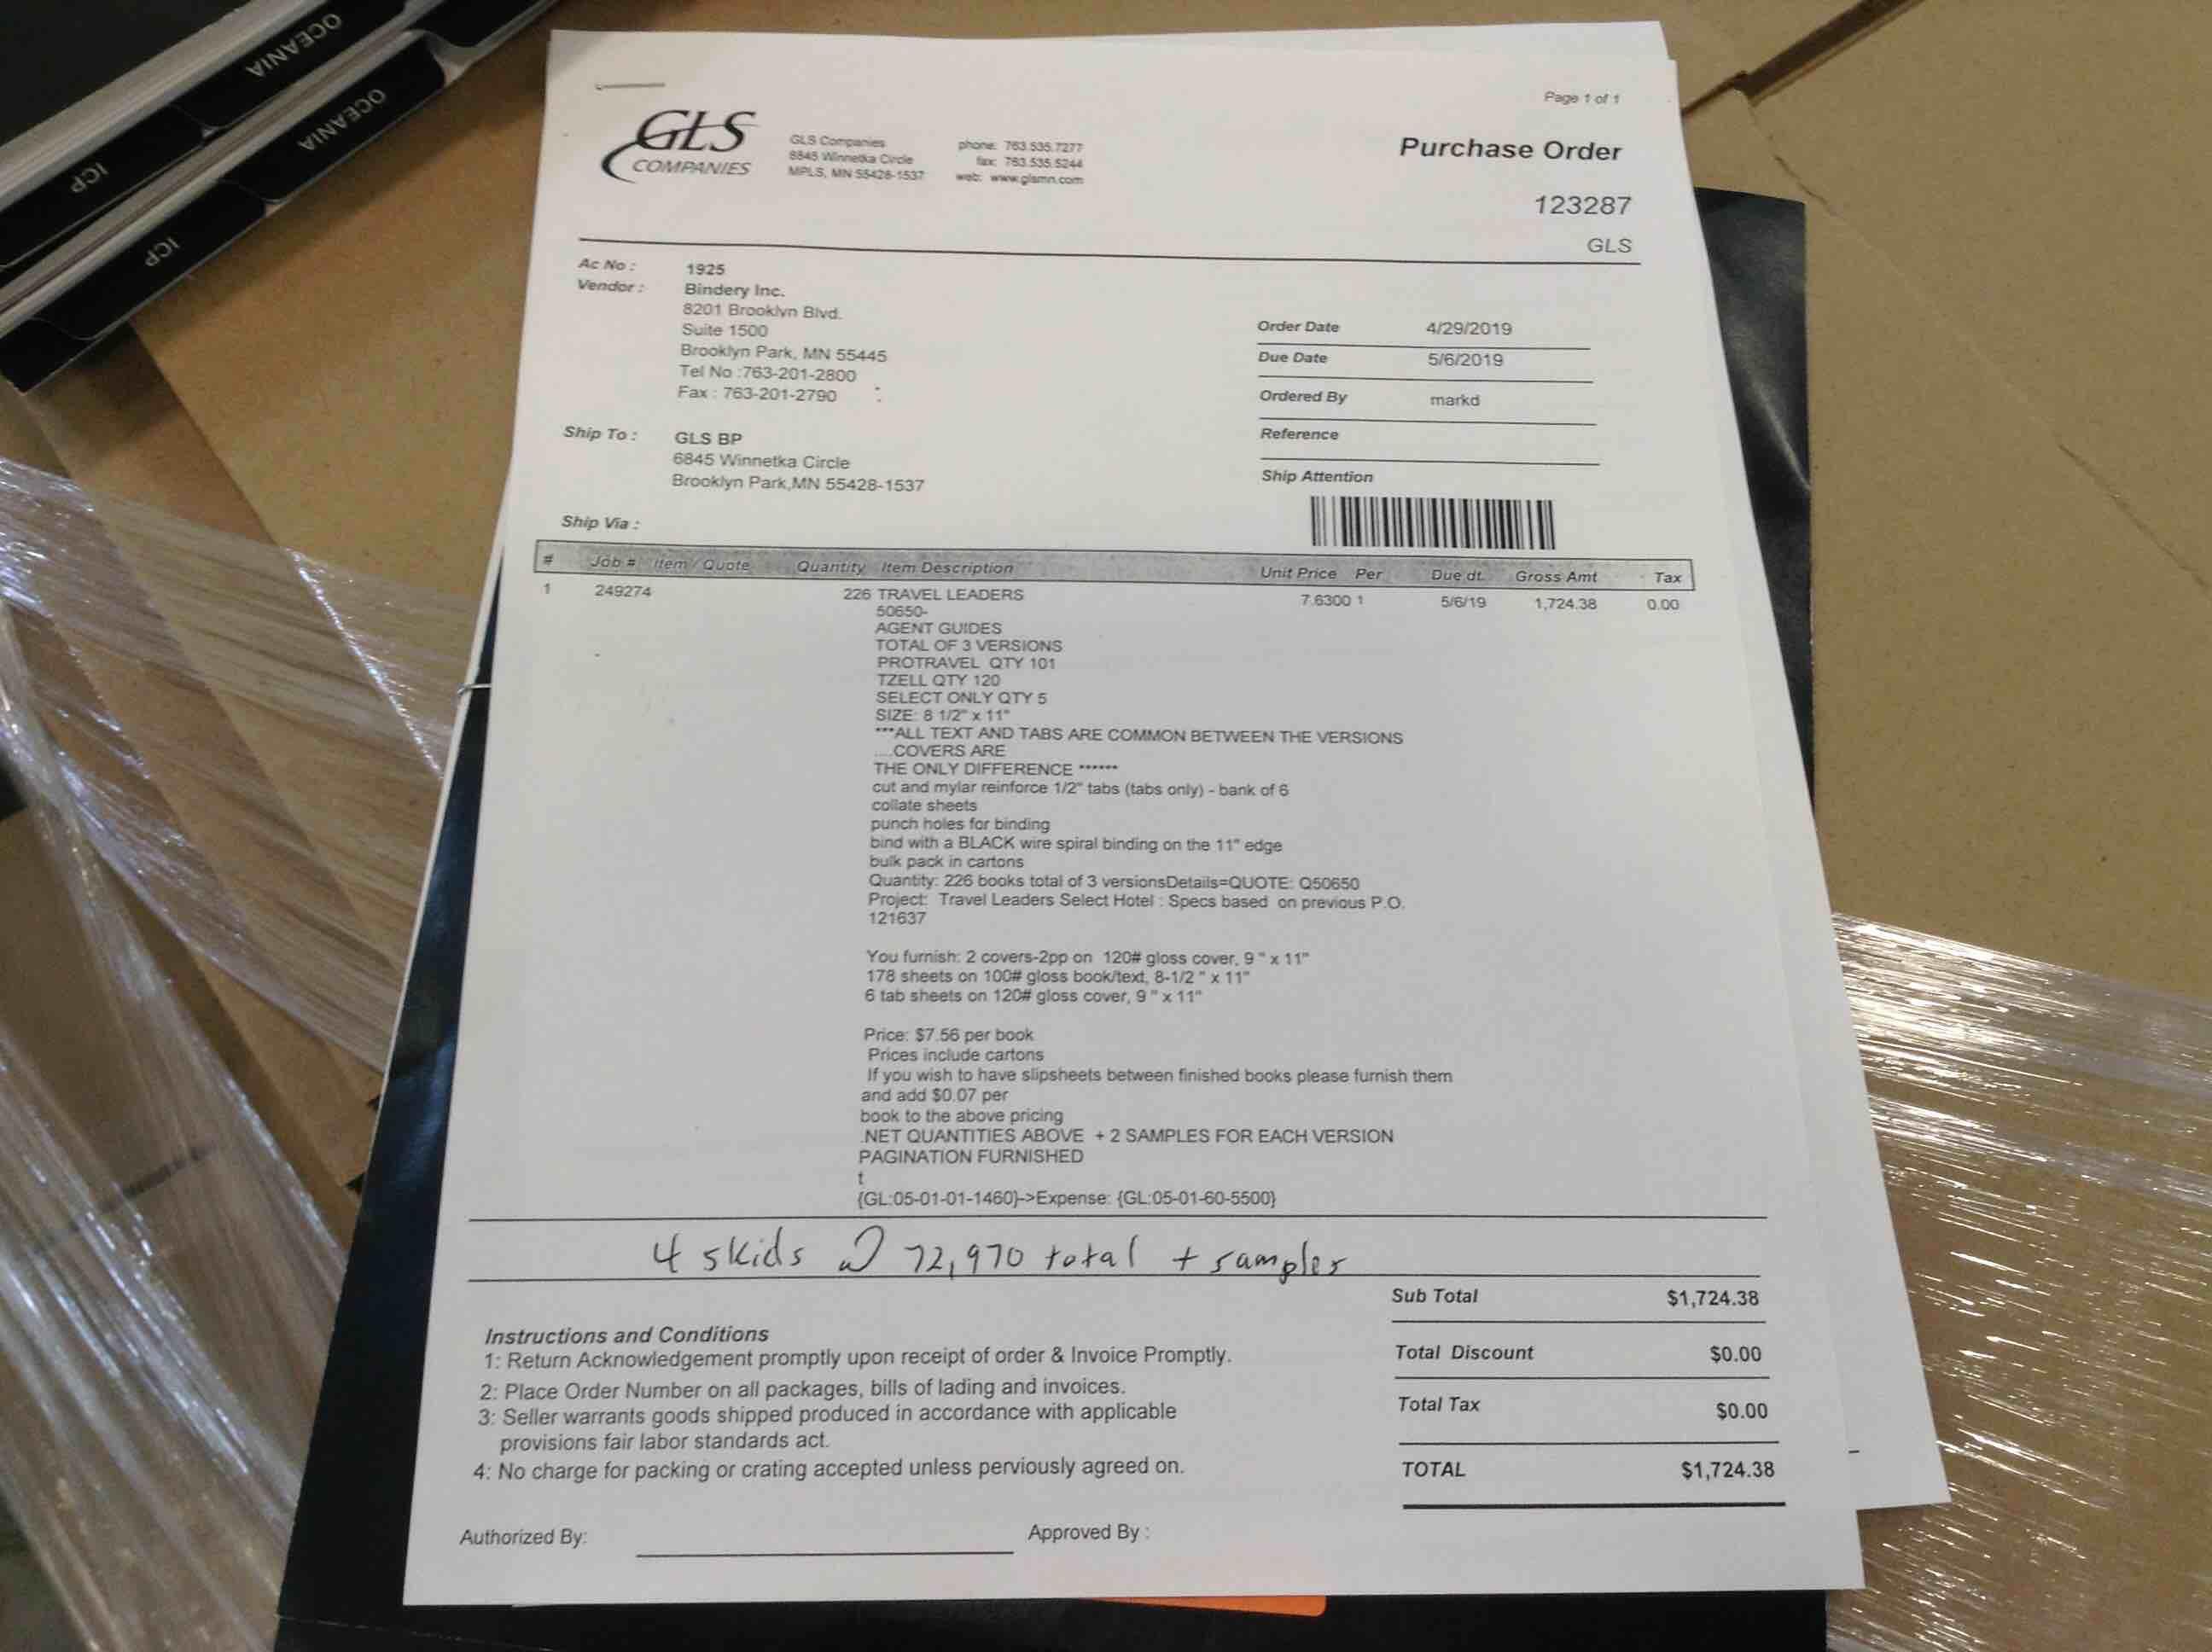 OCEANIA
OCEANIA
ICP
ICP
Page 1 of 1
GLS
COMPANIES
GLS Companies
6845 Winnetka Circle
MPLS, MN 55428-1537
phone: 763.535.7277
fax: 763.535.5244
web: www.glsmn.com
Purchase Order
123287
GLS
Ac No : 1925
Vendor : Bindery Inc.
8201 Brooklyn Blvd.
Suite 1500
Brooklyn Park, MN 55445
Tel No :763-201-2800
Fax : 763-201-2790
Order Date 4/29/2019
Due Date 5/6/2019
Ordered By markd
Reference
Ship Attention
Ship To : GLS BP
6845 Winnetka Circle
Brooklyn Park,MN 55428-1537
Ship Via :
# Job # Item / Quote Quantity Item Description Unit Price Per Due dt. Gross Amt Tax
1 249274 226 TRAVEL LEADERS 7.6300 1 5/6/19 1,724.38 0.00
50650-
AGENT GUIDES
TOTAL OF 3 VERSIONS
PROTRAVEL QTY 101
TZELL QTY 120
SELECT ONLY QTY 5
SIZE: 8 1/2" x 11"
***ALL TEXT AND TABS ARE COMMON BETWEEN THE VERSIONS
....COVERS ARE
THE ONLY DIFFERENCE ******
cut and mylar reinforce 1/2" tabs (tabs only) - bank of 6
collate sheets
punch holes for binding
bind with a BLACK wire spiral binding on the 11" edge
bulk pack in cartons
Quantity: 226 books total of 3 versionsDetails=QUOTE: Q50650
Project: Travel Leaders Select Hotel : Specs based on previous P.O.
121637
You furnish: 2 covers-2pp on 120# gloss cover, 9 " x 11"
178 sheets on 100# gloss book/text, 8-1/2 " x 11"
6 tab sheets on 120# gloss cover, 9 " x 11"
Price: $7.56 per book
Prices include cartons
If you wish to have slipsheets between finished books please furnish them
and add $0.07 per
book to the above pricing
.NET QUANTITIES ABOVE + 2 SAMPLES FOR EACH VERSION
PAGINATION FURNISHED
t
{GL:05-01-01-1460}->Expense: {GL:05-01-60-5500}
4 skids @ 72,970 total + samples
Sub Total $1,724.38
Total Discount $0.00
Total Tax $0.00
TOTAL $1,724.38
Instructions and Conditions
1: Return Acknowledgement promptly upon receipt of order & Invoice Promptly.
2: Place Order Number on all packages, bills of lading and invoices.
3: Seller warrants goods shipped produced in accordance with applicable
provisions fair labor standards act.
4: No charge for packing or crating accepted unless perviously agreed on.
Authorized By:
Approved By :